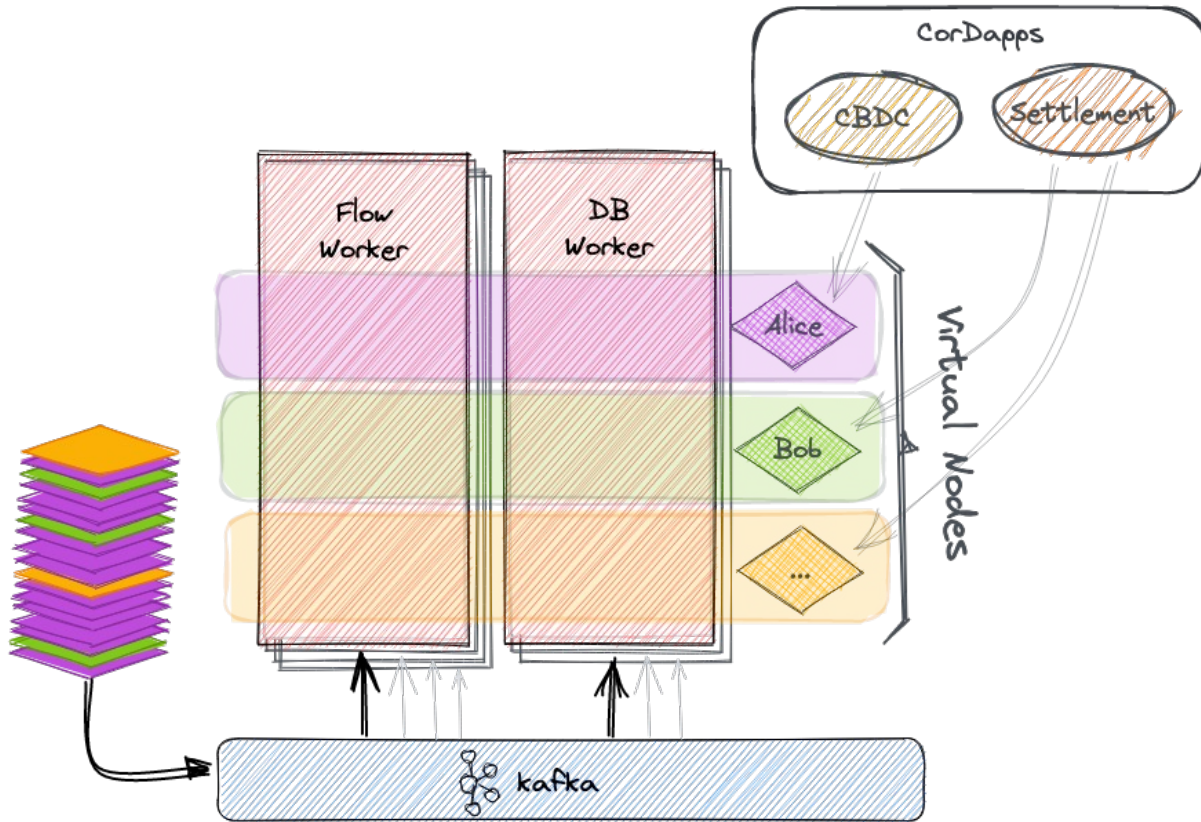 CorDapps
CBDC
Settlement
Flow
Worker
DB
Worker
Alice
Bob
...
Virtual Nodes
kafka